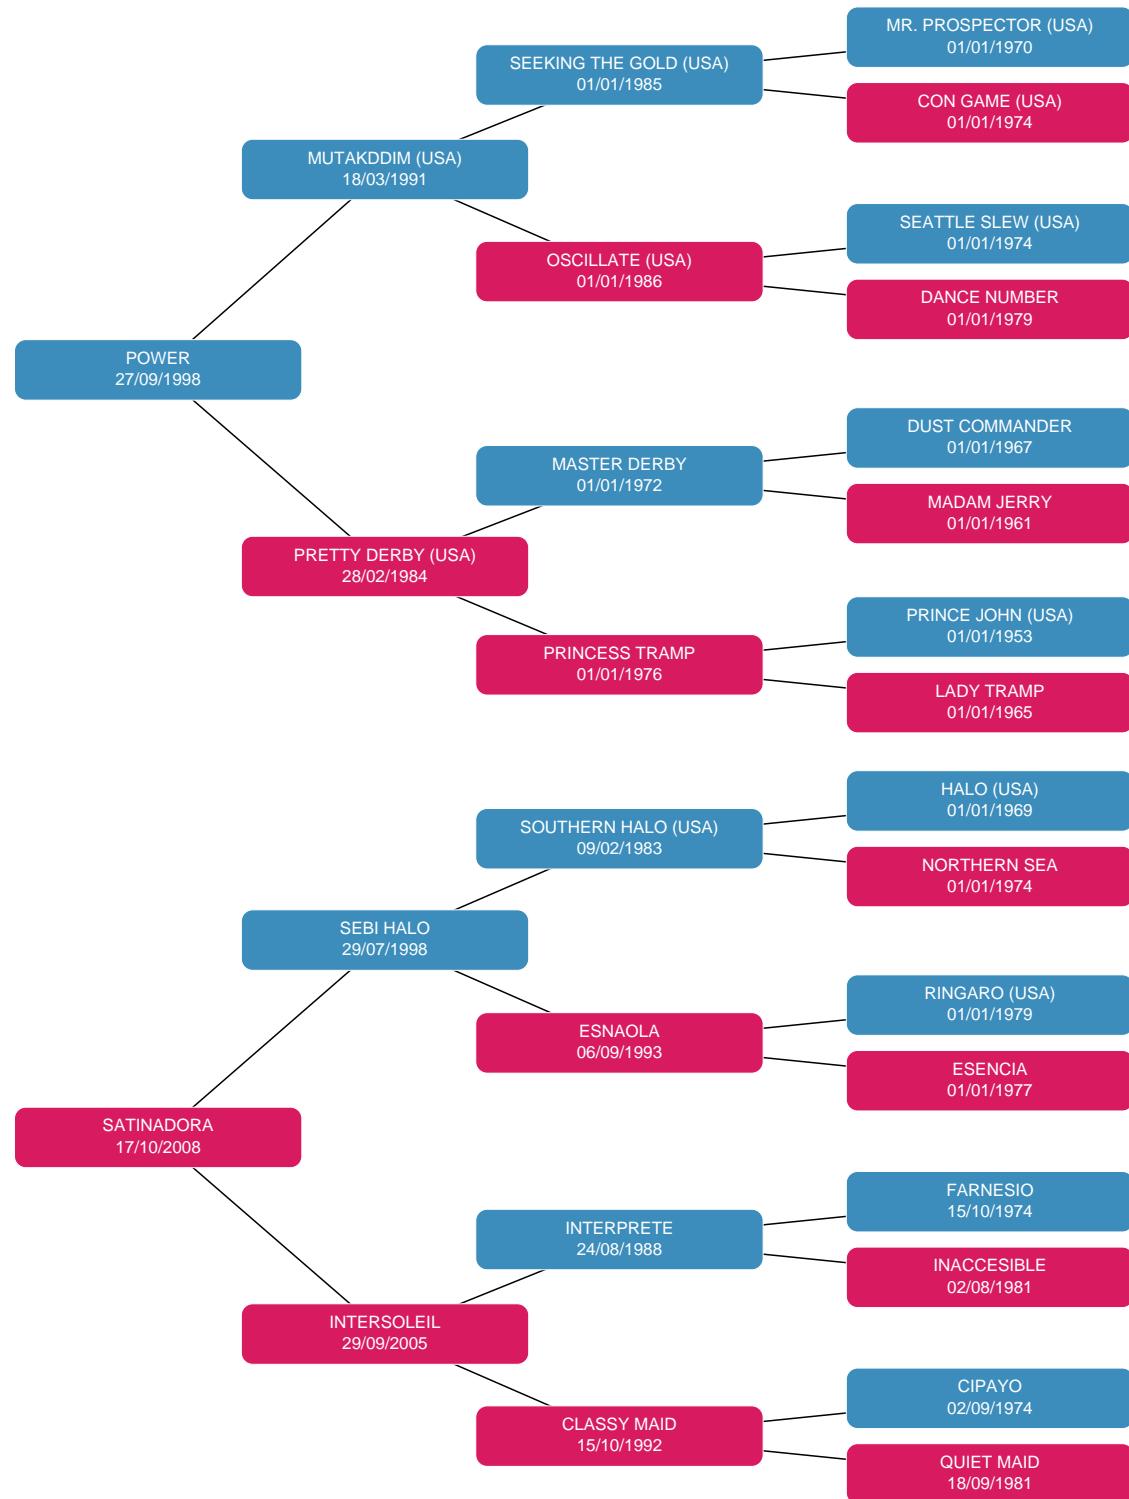 MR. PROSPECTOR (USA)
01/01/1970
SEEKING THE GOLD (USA)
01/01/1985
CON GAME (USA)
01/01/1974
MUTAKDDIM (USA)
18/03/1991
SEATTLE SLEW (USA)
01/01/1974
OSCILLATE (USA)
01/01/1986
DANCE NUMBER
01/01/1979
POWER
27/09/1998
DUST COMMANDER
01/01/1967
MASTER DERBY
01/01/1972
MADAM JERRY
01/01/1961
PRETTY DERBY (USA)
28/02/1984
PRINCE JOHN (USA)
01/01/1953
PRINCESS TRAMP
01/01/1976
LADY TRAMP
01/01/1965
HALO (USA)
01/01/1969
SOUTHERN HALO (USA)
09/02/1983
NORTHERN SEA
01/01/1974
SEBI HALO
29/07/1998
RINGARO (USA)
01/01/1979
ESNAOLA
06/09/1993
ESENCIA
01/01/1977
SATINADORA
17/10/2008
FARNESIO
15/10/1974
INTERPRETE
24/08/1988
INACCESIBLE
02/08/1981
INTERSOLEIL
29/09/2005
CIPAYO
02/09/1974
CLASSY MAID
15/10/1992
QUIET MAID
18/09/1981